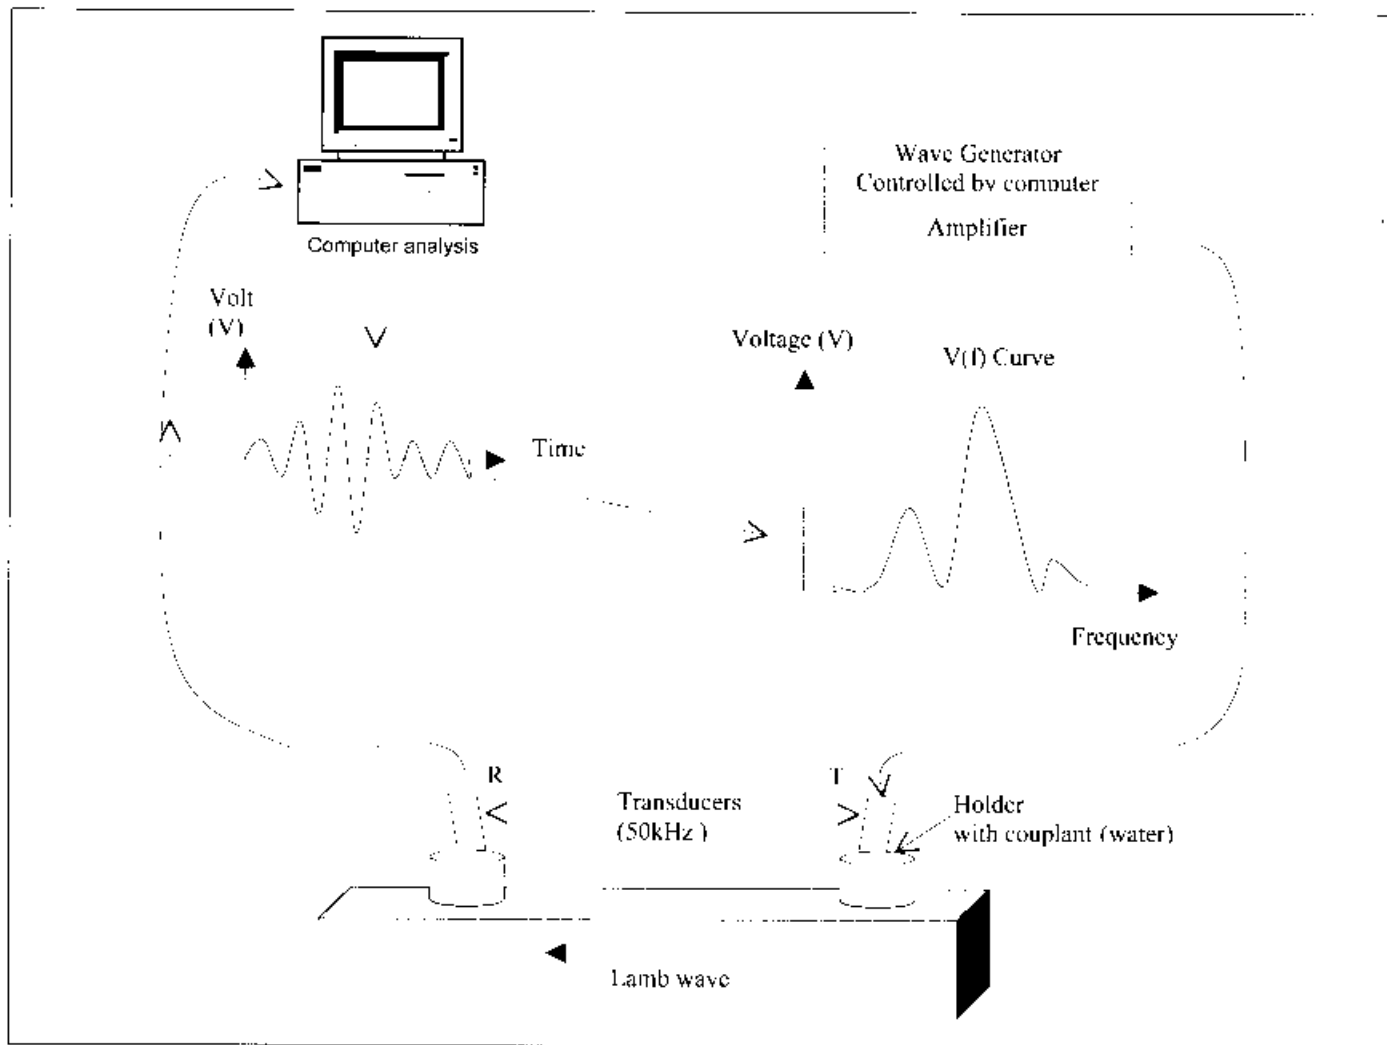 Wave Generator
Controlled by computer
Amplifier
Computer analysis
Volt
(V)
Voltage (V)
V(f) Curve
Time
Frequency
R
T
Transducers
(50kHz )
Holder
with couplant (water)
Lamb wave